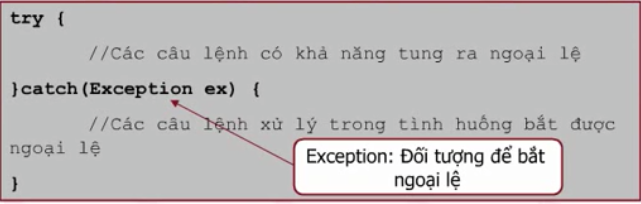 try {
//Các câu lệnh có khả năng tung ra ngoại lệ
}catch(Exception ex) {
//Các câu lệnh xử lý trong tình huống bắt được
ngoại lệ
}
Exception: Đối tượng để bắt
ngoại lệ